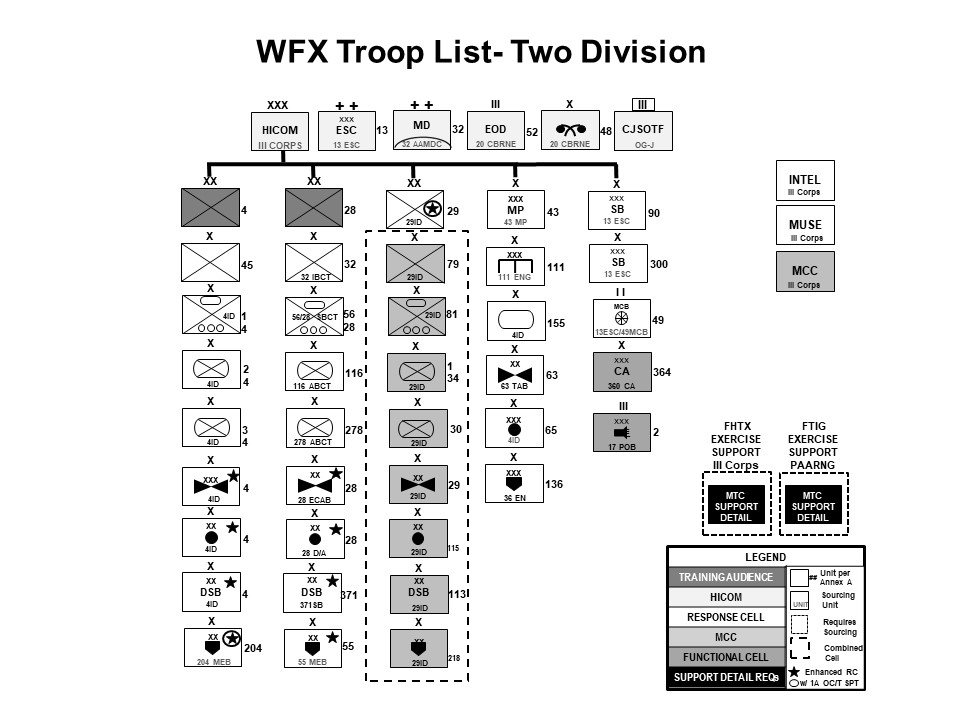 WFX Troop List- Two Division
XXX
HICOM
III CORPS
+ +
XXX
ESC
13 ESC
13
+ +
MD
32 AAMDC
32
III
EOD
20 CBRNE
52
X
20 CBRNE
48
III
CJSOTF
OG-J
XX
4
XX
28
XX
29ID
29
X
XXX
MP
43 MP
43
X
XXX
SB
13 ESC
90
X
45
X
32 IBCT
32
X
29ID
79
X
XXX
111 ENG
111
X
XXX
SB
13 ESC
300
X
4ID
1
4
X
56/28 SBCT
56
28
X
29ID
81
X
4ID
155
I I
MCB
13ESC/49MCB
49
X
4ID
2
4
X
116 ABCT
116
X
29ID
1
34
X
63 TAB
63
X
XXX
CA
360 CA
364
X
4ID
3
4
X
278 ABCT
278
X
29ID
30
X
XXX
4ID
65
III
17 POB
2
X
XXX
4ID
4
X
XX
28 ECAB
28
X
XX
29ID
29
X
XXX
36 EN
136
X
XX
4ID
4
X
XX
28 D/A
28
X
XX
29ID
115
X
XX
DSB
4ID
4
X
XX
DSB
371SB
371
X
XX
DSB
29ID
113
X
XX
204 MEB
204
X
XX
55 MEB
55
X
XX
29ID
218
INTEL
III Corps
MUSE
III Corps
MCC
III Corps
FHTX
EXERCISE
SUPPORT
III Corps
MTC
SUPPORT
DETAIL
FTIG
EXERCISE
SUPPORT
PAARNG
MTC
SUPPORT
DETAIL
LEGEND
TRAINING AUDIENCE
HICOM
RESPONSE CELL
MCC
FUNCTIONAL CELL
SUPPORT DETAIL REQs
## Unit per
Annex A
UNIT
Sourcing
Unit
Requires
Sourcing
Combined
Cell
Enhanced RC
w/ 1A OC/T SPT